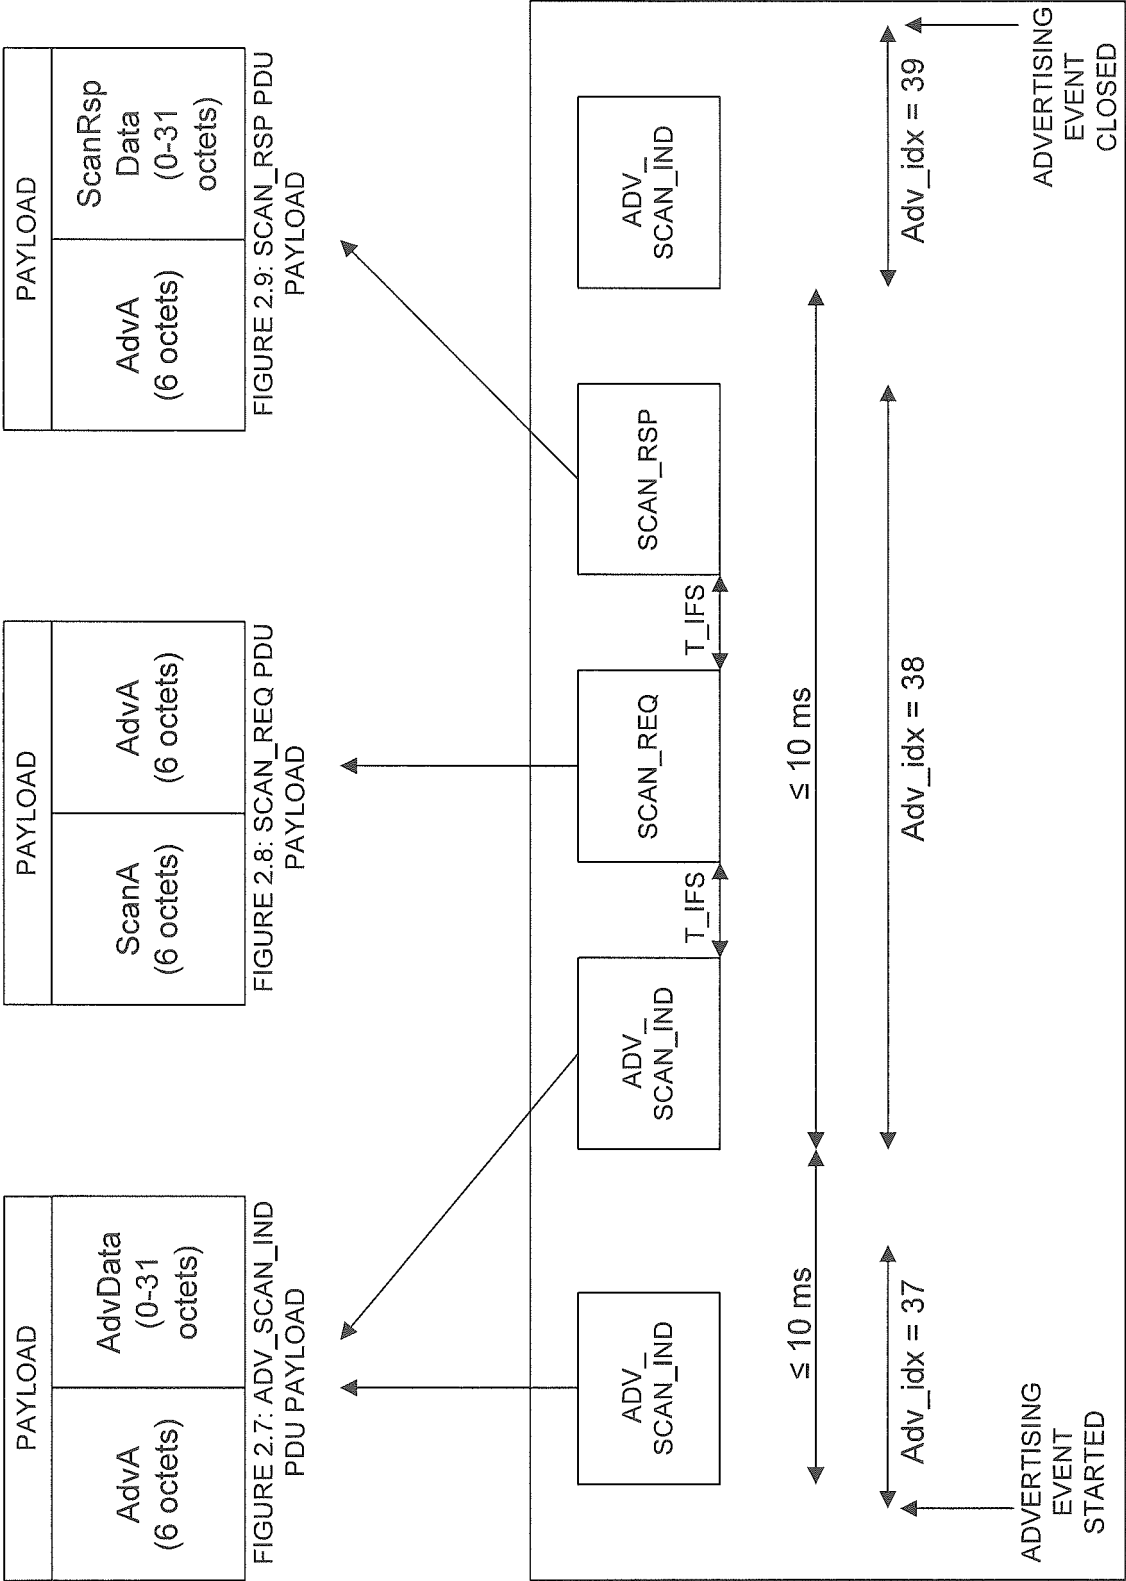 PAYLOAD
AdvA
(6 octets)
AdvData
(0-31
octets)
FIGURE 2.7: ADV_SCAN_IND
PDU PAYLOAD
PAYLOAD
ScanA
(6 octets)
AdvA
(6 octets)
FIGURE 2.8: SCAN_REQ PDU
PAYLOAD
PAYLOAD
AdvA
(6 octets)
ScanRsp
Data
(0-31
octets)
FIGURE 2.9: SCAN_RSP PDU
PAYLOAD
ADV_
SCAN_IND
ADV_
SCAN_IND
T_IFS
SCAN_REQ
T_IFS
SCAN_RSP
ADV_
SCAN_IND
≤ 10 ms
≤ 10 ms
Adv_idx = 37
Adv_idx = 38
Adv_idx = 39
ADVERTISING
EVENT
STARTED
ADVERTISING
EVENT
CLOSED